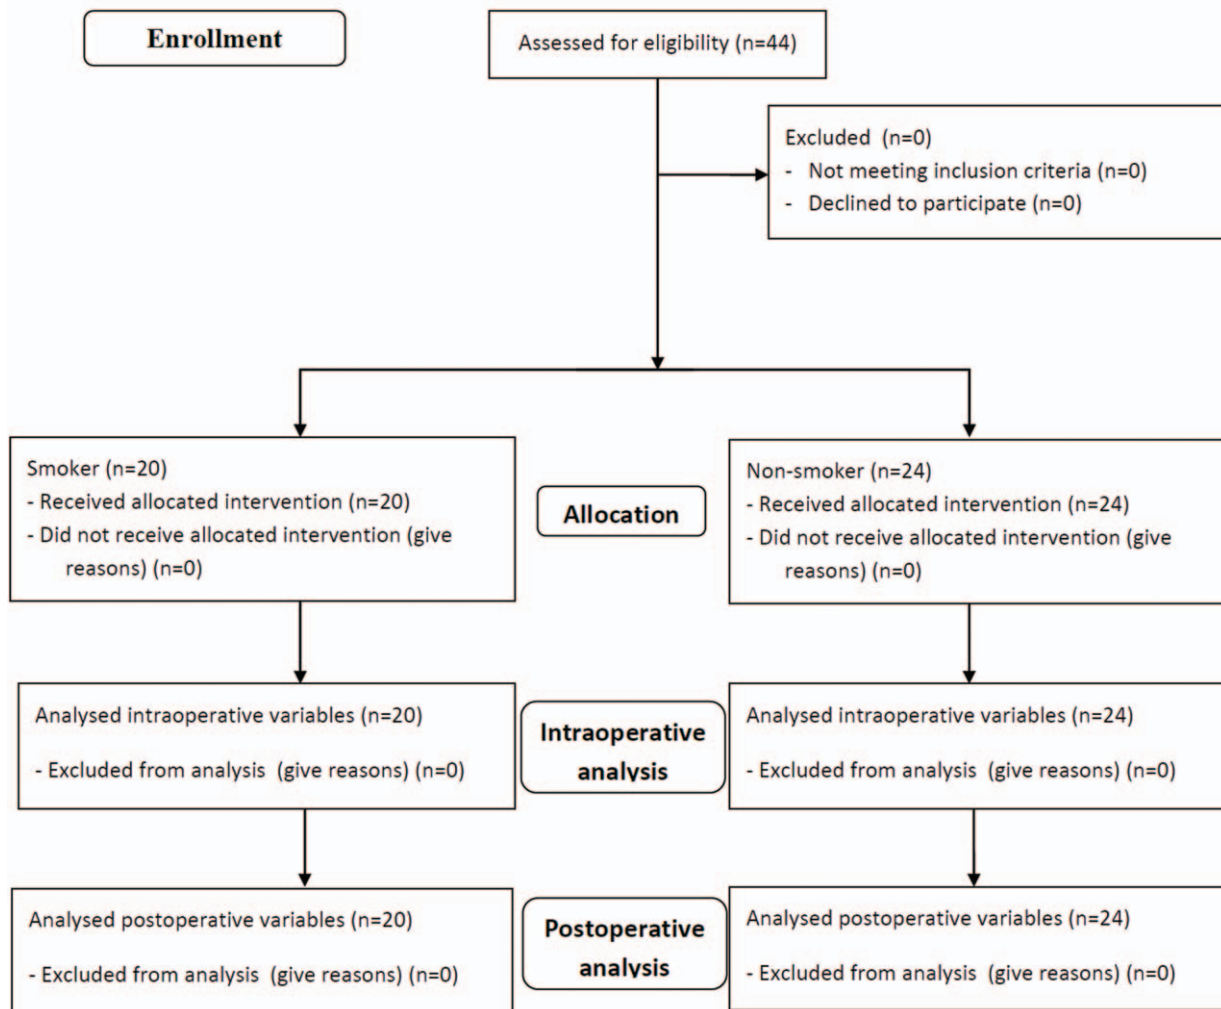 Enrollment
Assessed for eligibility (n=44)
Excluded  (n=0)
-   Not meeting inclusion criteria (n=0)
-   Declined to participate (n=0)
Smoker (n=20)
- Received allocated intervention (n=20)
- Did not receive allocated intervention (give
reasons) (n=0)
Allocation
Non-smoker (n=24)
- Received allocated intervention (n=24)
- Did not receive allocated intervention (give
reasons) (n=0)
Analysed intraoperative variables (n=20)
- Excluded from analysis  (give reasons) (n=0)
Intraoperative
analysis
Analysed intraoperative variables (n=24)
- Excluded from analysis  (give reasons) (n=0)
Analysed postoperative variables (n=20)
- Excluded from analysis  (give reasons) (n=0)
Postoperative
analysis
Analysed postoperative variables (n=24)
- Excluded from analysis  (give reasons) (n=0)